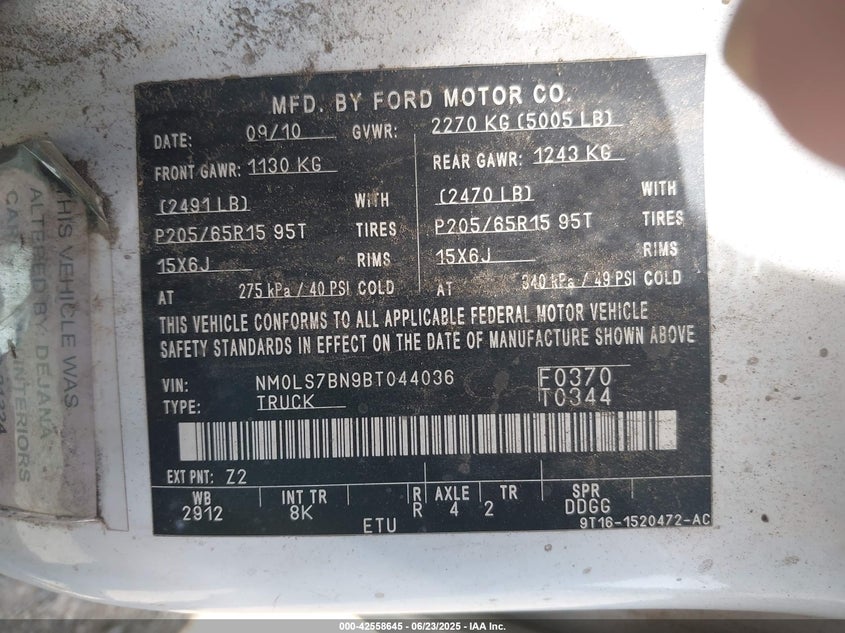 MFD. BY FORD MOTOR CO.
DATE: 09/10 GVWR: 2270 KG (5005 LB)
FRONT GAWR: 1130 KG REAR GAWR: 1243 KG
(2491 LB) WITH (2470 LB) WITH
P205/65R15 95T TIRES P205/65R15 95T TIRES
15X6J RIMS 15X6J RIMS
AT 275 kPa / 40 PSI COLD AT 340 kPa / 49 PSI COLD
THIS VEHICLE CONFORMS TO ALL APPLICABLE FEDERAL MOTOR VEHICLE
SAFETY STANDARDS IN EFFECT ON THE DATE OF MANUFACTURE SHOWN ABOVE
VIN: NM0LS7BN9BT044036 F0370
TYPE: TRUCK T0344
EXT PNT: Z2
WB INT TR R AXLE TR SPR
2912 8K R 4 2 DDGG
ETU 9T16-1520472-AC
THIS VEHICLE WAS
ALTERED BY DEJANA
INTERIORS
000-42558645 / 06/23/2025 - IAA Inc.